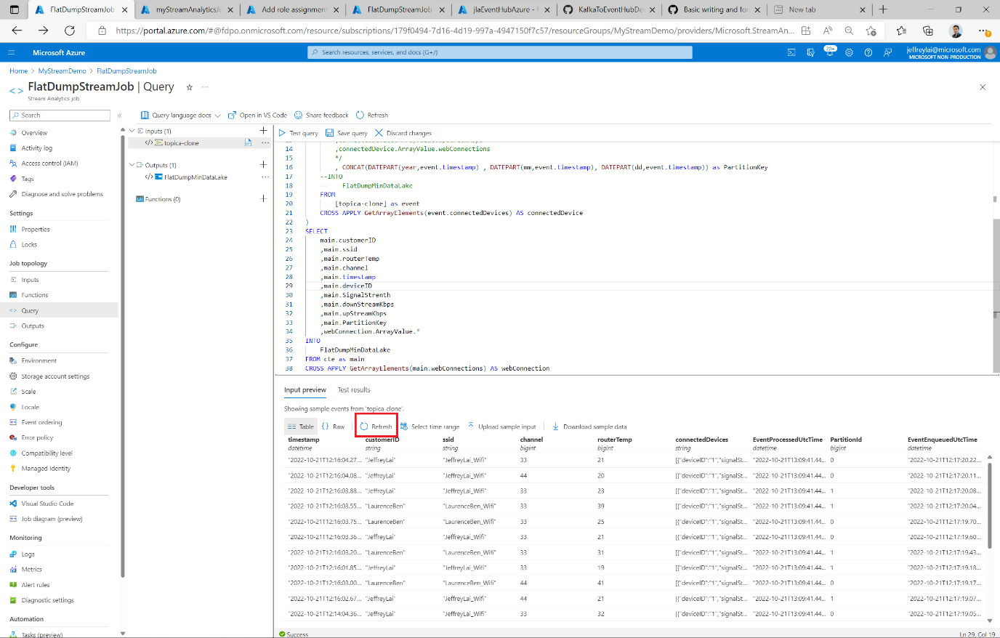 FlatDumpStreamJob
myStreamAnalyticsJ
Add role assignment
FlatDumpStreamJob
jlaEventHubAzure - M
KafkaToEventHubDe
Basic writing and for
New tab
https://portal.azure.com/#@fdpo.onmicrosoft.com/resource/subscriptions/179f0494-7d16-4d19-997a-4947150f7c57/resourceGroups/MyStreamDemo/providers/Microsoft.StreamAn...
Microsoft Azure
Search resources, services, and docs (G+/)
20+
jeffreylai@microsoft.com
MICROSOFT NON-PRODUCTION
Home > MyStreamDemo > FlatDumpStreamJob
<> FlatDumpStreamJob | Query
Stream Analytics job
Search
Overview
Activity log
Access control (IAM)
Tags
Diagnose and solve problems
Settings
Properties
Locks
Job topology
Inputs
Functions
Query
Outputs
Configure
Environment
Storage account settings
Scale
Locale
Event ordering
Error policy
Compatibility level
Managed Identity
Developer tools
Visual Studio Code
Job diagram (preview)
Monitoring
Logs
Metrics
Alert rules
Diagnostic settings
Automation
Tasks (preview)
Query language docs
Open in VS Code
Share feedback
Refresh
Inputs (1)
topica-clone
Outputs (1)
FlatDumpMinDataLake
Functions (0)
Test query
Save query
Discard changes
14 ,connectedDevice.ArrayValue.webConnections
15 */
16 , CONCAT(DATEPART(year,event.timestamp) , DATEPART(mm,event.timestamp), DATEPART(dd,event.timestamp)) as PartitionKey
17 --INTO
18 -- FlatDumpMinDataLake
19 FROM
20 [topica-clone] as event
21 CROSS APPLY GetArrayElements(event.connectedDevices) AS connectedDevice
22 )
23 SELECT
24 main.customerID
25 ,main.ssid
26 ,main.routerTemp
27 ,main.channel
28 ,main.timestamp
29 ,main.deviceID
30 ,main.SignalStrenth
31 ,main.downStreamKbps
32 ,main.upStreamKbps
33 ,main.PartitionKey
34 ,webConnection.ArrayValue.*
35 INTO
36 FlatDumpMinDataLake
37 FROM cte as main
38 CROSS APPLY GetArrayElements(main.webConnections) AS webConnection
Input preview Test results
Showing sample events from 'topica-clone'.
Table {} Raw Refresh Select time range Upload sample input Download sample data
timestamp customerID ssid channel routerTemp connectedDevices EventProcessedUtcTime PartitionId EventEnqueuedUtcTime
datetime string string bigint bigint string datetime bigint datetime
"2022-10-21T12:16:04.27... "JeffreyLai" "JeffreyLai_Wifi" 33 21 [{"deviceID":"1","signalSt... "2022-10-21T13:09:41.44... 0 "2022-10-21T12:17:20.22...
"2022-10-21T12:16:04.08... "JeffreyLai" "JeffreyLai_Wifi" 44 20 [{"deviceID":"1","signalSt... "2022-10-21T13:09:41.44... 0 "2022-10-21T12:17:20.11...
"2022-10-21T12:16:03.88... "JeffreyLai" "JeffreyLai_Wifi" 33 23 [{"deviceID":"1","signalSt... "2022-10-21T13:09:41.44... 1 "2022-10-21T12:17:20.08...
"2022-10-21T12:16:03.55... "LaurenceBen" "LaurenceBen_Wifi" 33 39 [{"deviceID":"1","signalSt... "2022-10-21T13:09:41.44... 1 "2022-10-21T12:17:20.04...
"2022-10-21T12:16:03.75... "LaurenceBen" "LaurenceBen_Wifi" 33 25 [{"deviceID":"1","signalSt... "2022-10-21T13:09:41.44... 0 "2022-10-21T12:17:19.70...
"2022-10-21T12:16:03.36... "JeffreyLai" "JeffreyLai_Wifi" 33 21 [{"deviceID":"1","signalSt... "2022-10-21T13:09:41.44... 0 "2022-10-21T12:17:19.60...
"2022-10-21T12:16:03.20... "LaurenceBen" "LaurenceBen_Wifi" 33 31 [{"deviceID":"1","signalSt... "2022-10-21T13:09:41.44... 1 "2022-10-21T12:17:19.43...
"2022-10-21T12:16:01.85... "JeffreyLai" "JeffreyLai_Wifi" 33 19 [{"deviceID":"1","signalSt... "2022-10-21T13:09:41.44... 1 "2022-10-21T12:17:19.18...
"2022-10-21T12:16:03.00... "LaurenceBen" "LaurenceBen_Wifi" 44 41 [{"deviceID":"1","signalSt... "2022-10-21T13:09:41.44... 0 "2022-10-21T12:17:19.17...
"2022-10-21T12:16:02.67... "JeffreyLai" "JeffreyLai_Wifi" 44 21 [{"deviceID":"1","signalSt... "2022-10-21T13:09:41.44... 1 "2022-10-21T12:17:19.07...
"2022-10-21T12:14:04.36... "JeffreyLai" "JeffreyLai_Wifi" 33 32 [{"deviceID":"1","signalSt... "2022-10-21T13:09:41.44... 0 "2022-10-21T12:17:19.05...
Success
Ln 29, Col 19